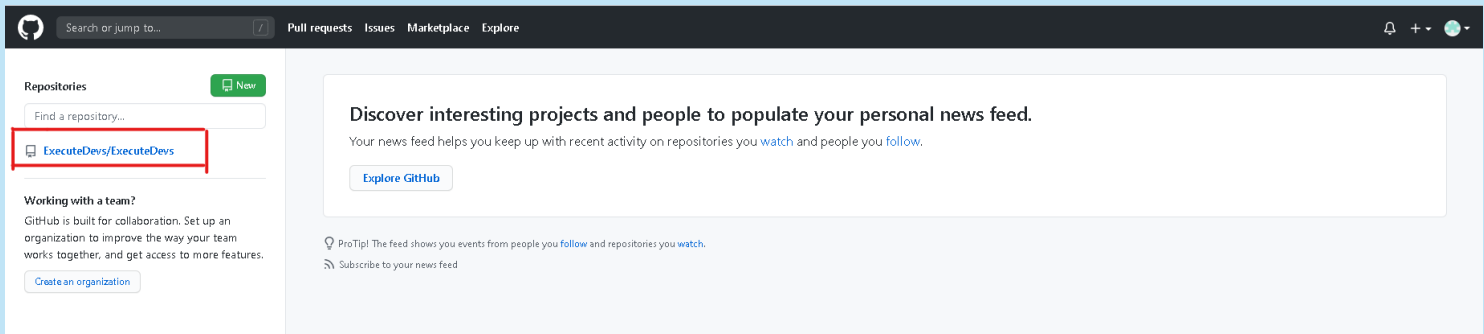 Search or jump to... /
Pull requests Issues Marketplace Explore
Repositories
New
Find a repository...
ExecuteDevs/ExecuteDevs
Working with a team?
GitHub is built for collaboration. Set up an
organization to improve the way your team
works together, and get access to more features.
Create an organization
Discover interesting projects and people to populate your personal news feed.
Your news feed helps you keep up with recent activity on repositories you watch and people you follow.
Explore GitHub
ProTip! The feed shows you events from people you follow and repositories you watch.
Subscribe to your news feed